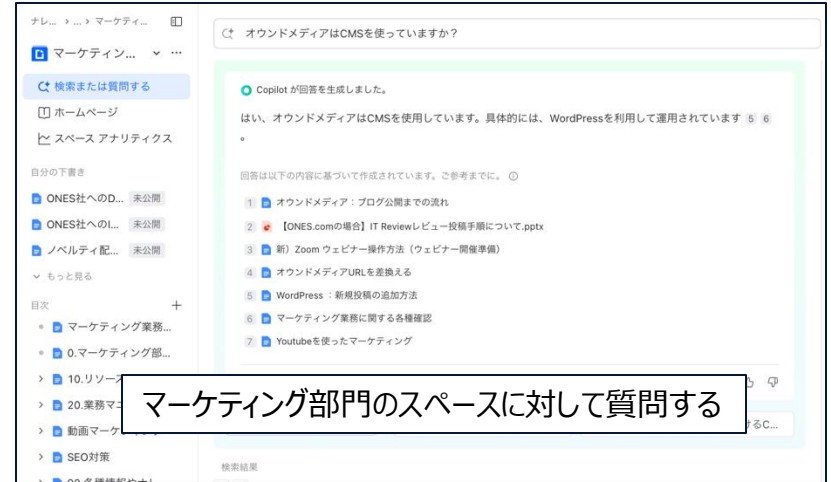 ナレ... › ... › マーケティ...
マーケティン...
検索または質問する
ホームページ
スペース アナリティクス
自分の下書き
ONES社へのD... 未公開
ONES社へのI... 未公開
ノベルティ配... 未公開
もっと見る
目次
マーケティング業務...
0.マーケティング部...
10.リソー
20.業務マニ
動画マーケ
SEO対策
オウンドメディアはCMSを使っていますか？
Copilot が回答を生成しました。
はい、オウンドメディアはCMSを使用しています。具体的には、WordPressを利用して運用されています 5 6
。
回答は以下の内容に基づいて作成されています。ご参考までに。
1 オウンドメディア：ブログ公開までの流れ
2 【ONES.comの場合】IT Reviewレビュー投稿手順について.pptx
3 新）Zoom ウェビナー操作方法（ウェビナー開催準備）
4 オウンドメディアURLを差換える
5 WordPress ：新規投稿の追加方法
6 マーケティング業務に関する各種確認
7 Youtubeを使ったマーケティング
マーケティング部門のスペースに対して質問する
るC...
検索結果